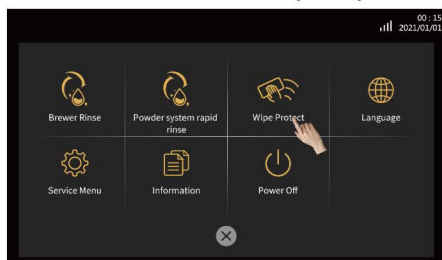 00 : 15
2021/01/01
Brewer Rinse
Powder system rapid
rinse
Wipe Protect
Language
Service Menu
Information
Power Off